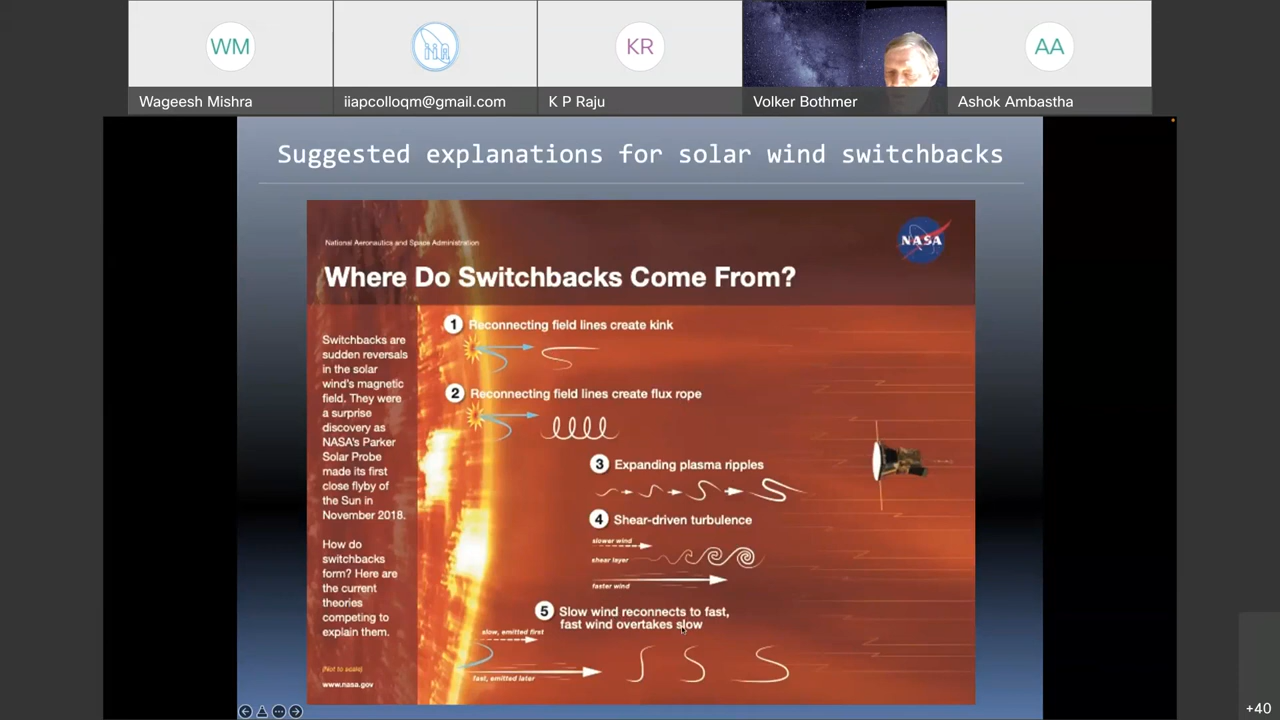 WM
KR
AA
Wageesh Mishra
iiapcolloqm@gmail.com
K P Raju
Volker Bothmer
Ashok Ambastha
Suggested explanations for solar wind switchbacks
National Aeronautics and Space Administration
NASA
Where Do Switchbacks Come From?
Switchbacks are
sudden reversals
in the solar
wind's magnetic
field. They were
a surprise
discovery as
NASA's Parker
Solar Probe
made its first
close flyby of
the Sun in
November 2018.
How do
switchbacks
form? Here are
the current
theories
competing to
explain them.
(Not to scale)
www.nasa.gov
1 Reconnecting field lines create kink
2 Reconnecting field lines create flux rope
3 Expanding plasma ripples
4 Shear-driven turbulence
slower wind
shear layer
faster wind
5 Slow wind reconnects to fast,
fast wind overtakes slow
slow, emitted first
fast, emitted later
+40